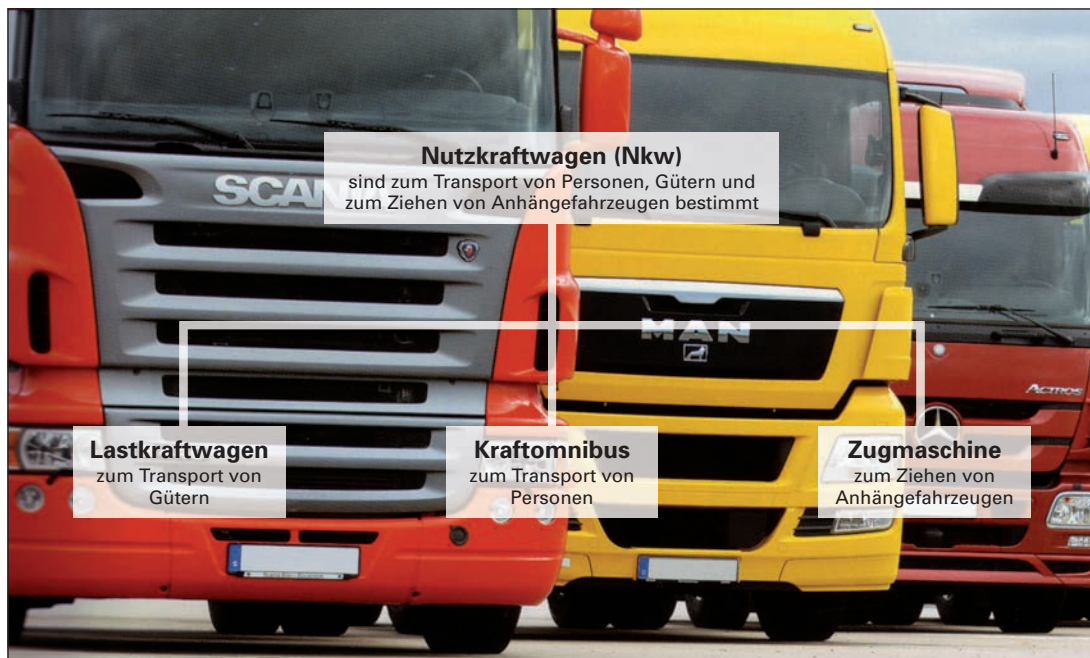 Nutzkraftwagen (Nkw)
sind zum Transport von Personen, Gütern und
zum Ziehen von Anhängefahrzeugen bestimmt
SCAN
MAN
ACTROS
Lastkraftwagen
zum Transport von
Gütern
Kraftomnibus
zum Transport von
Personen
Zugmaschine
zum Ziehen von
Anhängefahrzeugen